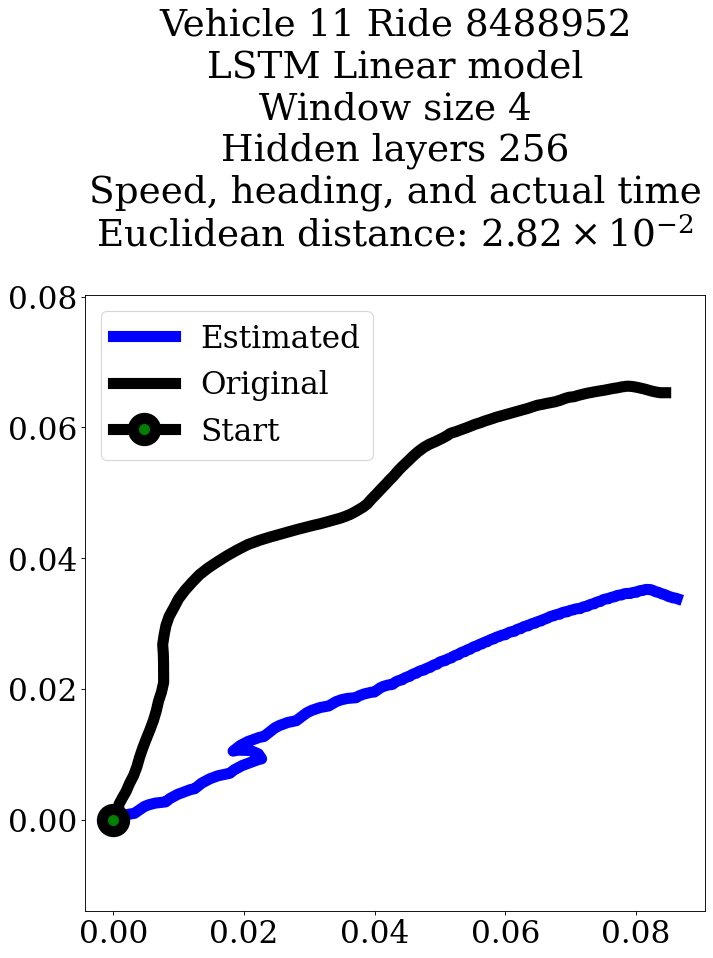 Vehicle 11 Ride 8488952
LSTM Linear model
Window size 4
Hidden layers 256
Speed, heading, and actual time
Euclidean distance: 2.82 × 10⁻²
0.08
0.06
0.04
0.02
0.00
Estimated
Original
Start
0.00 0.02 0.04 0.06 0.08